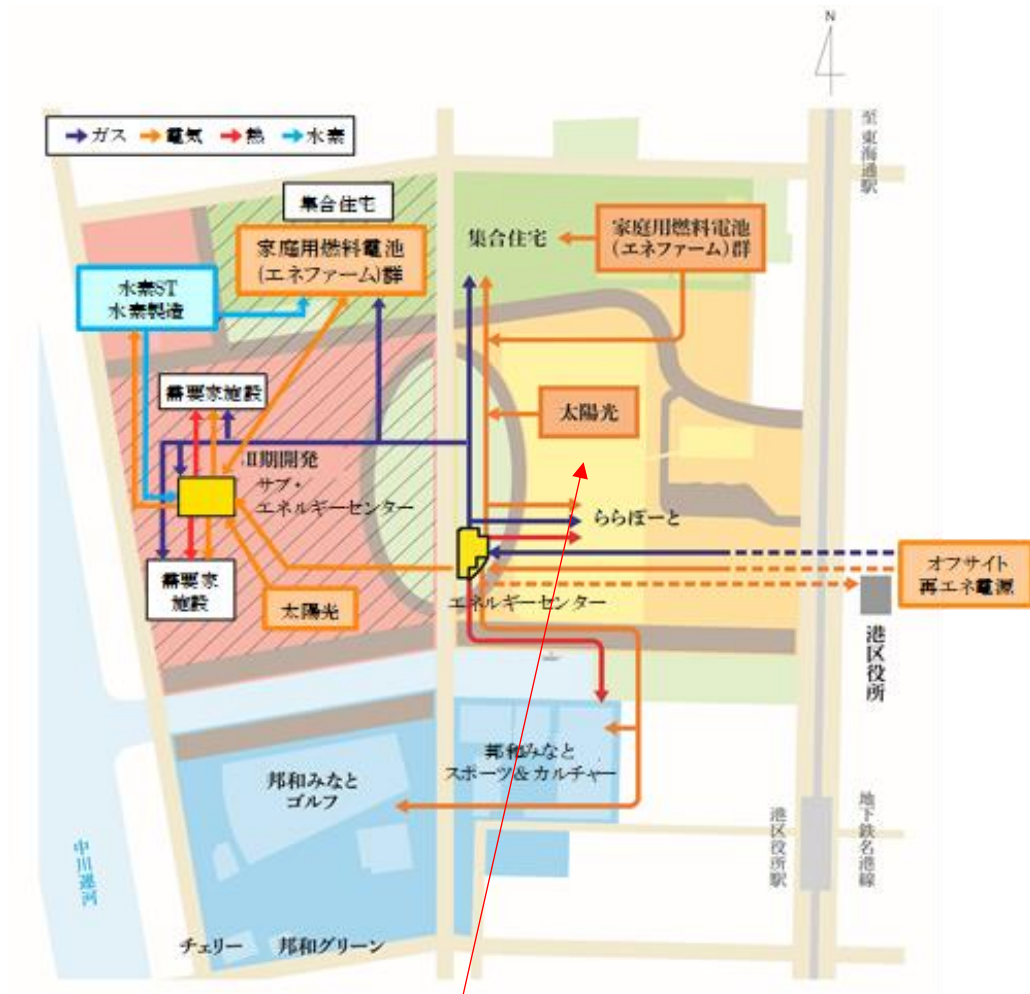 N
至 東海通駅
ガス 電気 熱 水素
集合住宅
家庭用燃料電池
(エネファーム)群
集合住宅
家庭用燃料電池
(エネファーム)群
水素ST
水素製造
需要家施設
太陽光
Ⅱ期開発
サブ・
エネルギーセンター
ららぽーと
需要家
施設
太陽光
エネルギーセンター
オフサイト
再エネ電源
港区役所
邦和みなと
スポーツ&カルチャー
邦和みなと
ゴルフ
港区役所駅
地下鉄名港線
中川運河
チェリー 邦和グリーン